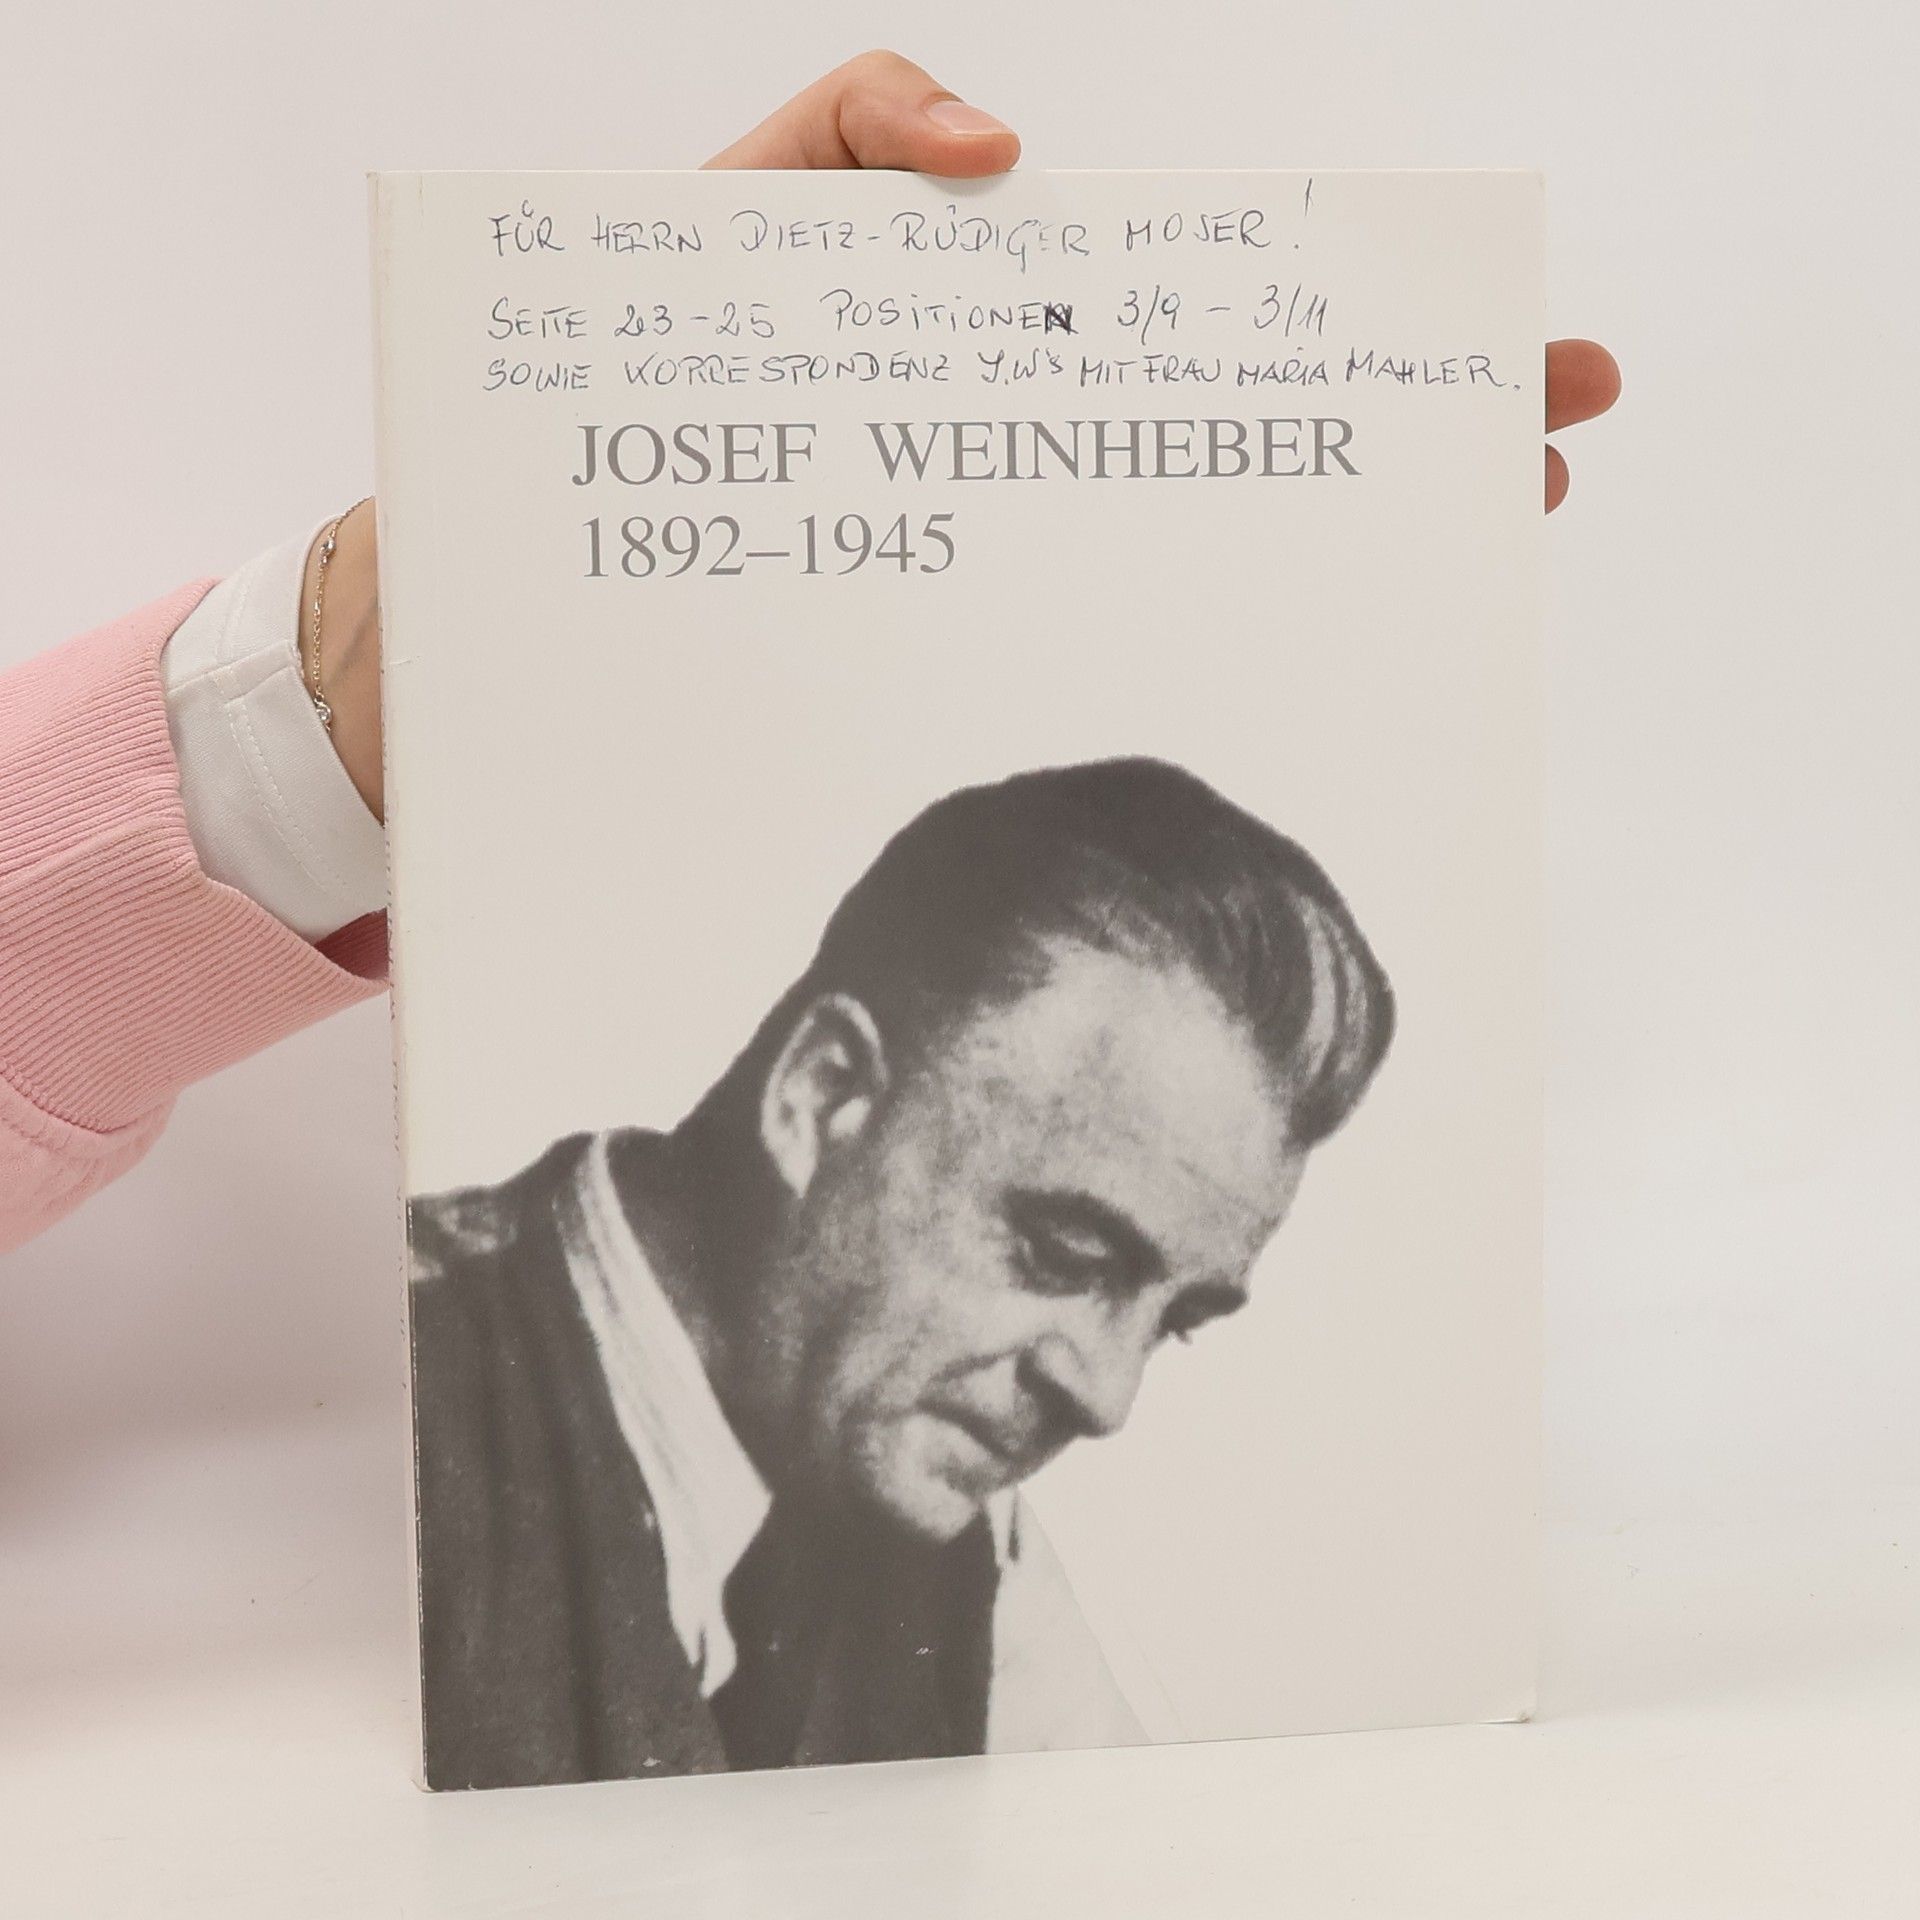 FÜR HERRN DIETZ-RÜDIGER MOSER!
SEITE 23-25 POSITIONEN 3/9 - 3/11
SOWIE KORRESPONDENZ J.W's MIT FRAU MARIA MAHLER.
JOSEF WEINHEBER
1892–1945